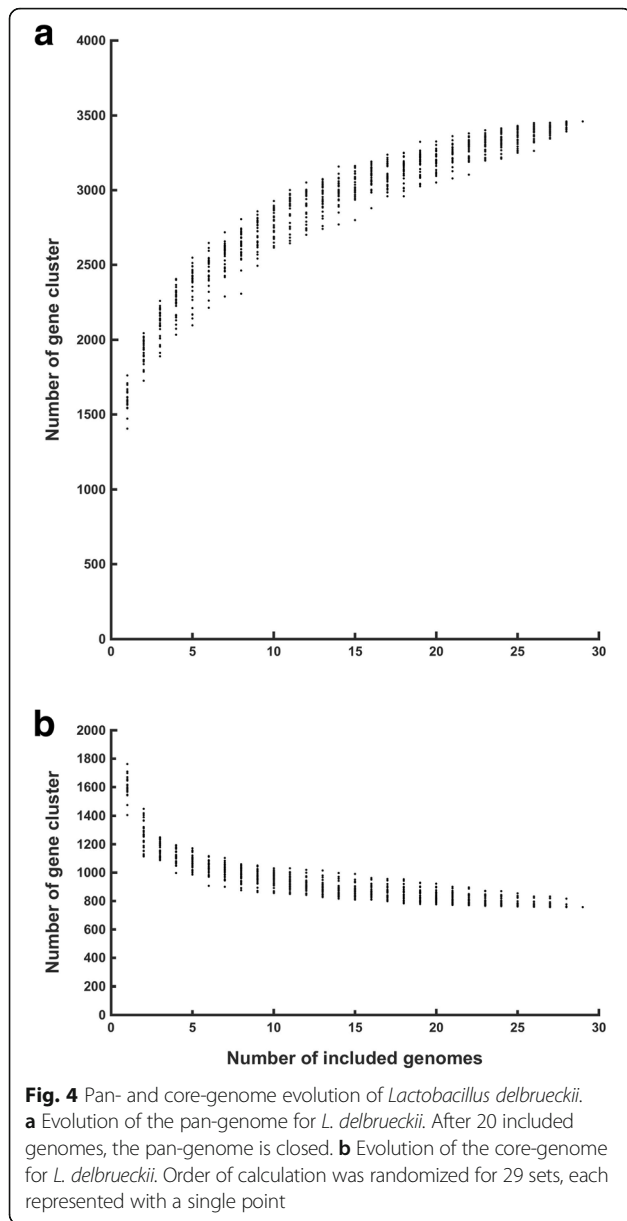 a
4000
3500
3000
2500
2000
1500
1000
500
0
Number of gene cluster
0 5 10 15 20 25 30
b
2000
1800
1600
1400
1200
1000
800
600
400
200
0
Number of gene cluster
0 5 10 15 20 25 30
Number of included genomes
Fig. 4 Pan- and core-genome evolution of Lactobacillus delbrueckii.
a Evolution of the pan-genome for L. delbrueckii. After 20 included
genomes, the pan-genome is closed. b Evolution of the core-genome
for L. delbrueckii. Order of calculation was randomized for 29 sets, each
represented with a single point